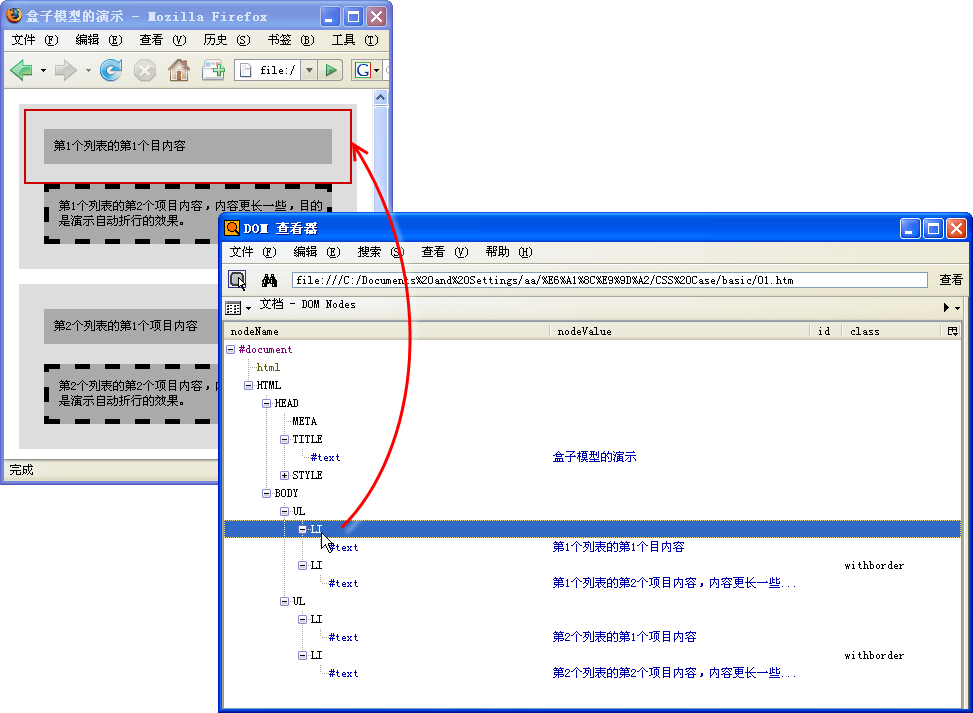 盒子模型的演示 - Mozilla Firefox
文件 (F) 编辑 (E) 查看 (V) 历史 (S) 书签 (B) 工具 (T)
file:/ G
第1个列表的第1个目内容
第1个列表的第2个项目内容，内容更长一些，目的
是演示自动折行的效果。
第2个列表的第1个项目内容
第2个列表的第2个项目内容，
是演示自动折行的效果。
完成
DOM 查看器
文件 (F) 编辑 (E) 搜索 (S) 查看 (V) 帮助 (H)
file:///C:/Documents%20and%20Settings/aa/%E6%A1%8C%E9%9D%A2/CSS%20Case/basic/01.htm 查看
文档 - DOM Nodes
nodeName nodeValue id class
#document
html
HTML
HEAD
META
TITLE
#text 盒子模型的演示
STYLE
BODY
UL
LI
#text 第1个列表的第1个目内容
LI withborder
#text 第1个列表的第2个项目内容，内容更长一些...
UL
LI
#text 第2个列表的第1个项目内容
LI withborder
#text 第2个列表的第2个项目内容，内容更长一些...